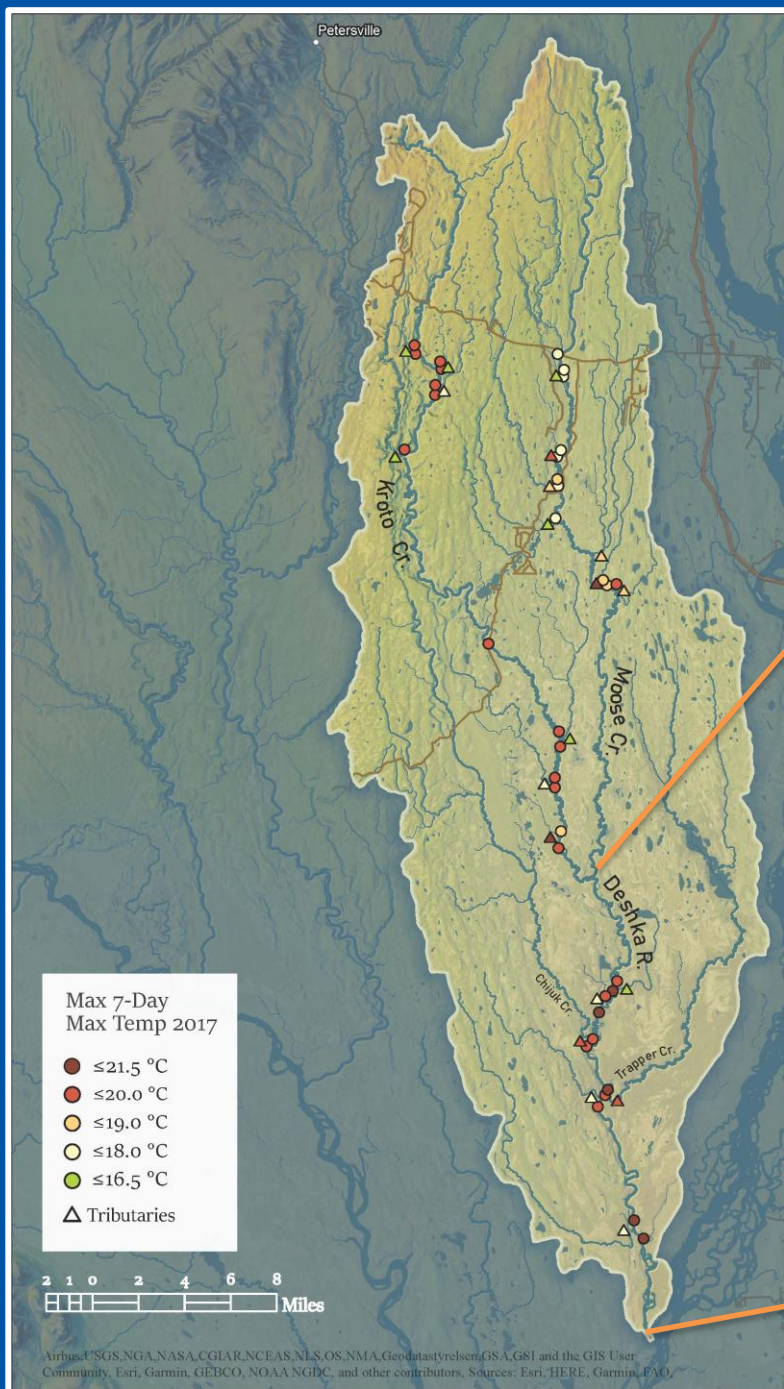 Petersville
Kroto Cr.
Moose Cr.
Deshka R.
Chijuk Cr.
Trapper Cr.
Max 7-Day
Max Temp 2017
≤21.5 °C
≤20.0 °C
≤19.0 °C
≤18.0 °C
≤16.5 °C
Tributaries
2 1 0 2 4 6 8
Miles
Airbus,USGS,NGA,NASA,CGIAR,NCEAS,NLS,OS,NMA,Geodatastyrelsen,GSA,GSI and the GIS User
Community, Esri, Garmin, GEBCO, NOAA NGDC, and other contributors, Sources: Esri, HERE, Garmin, FAO,